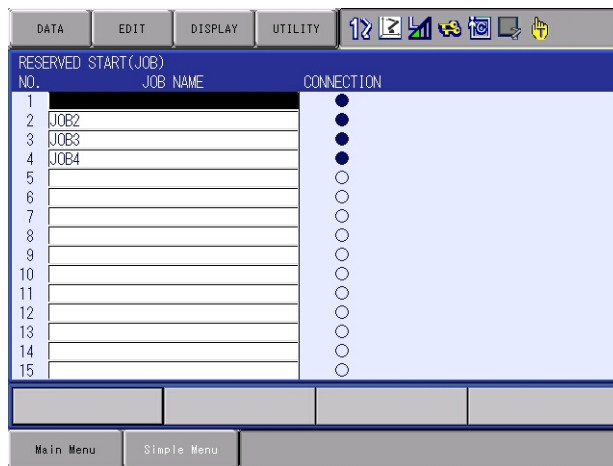 DATA EDIT DISPLAY UTILITY
RESERVED START(JOB)
NO. JOB NAME CONNECTION
1
2 JOB2
3 JOB3
4 JOB4
5
6
7
8
9
10
11
12
13
14
15
Main Menu Simple Menu